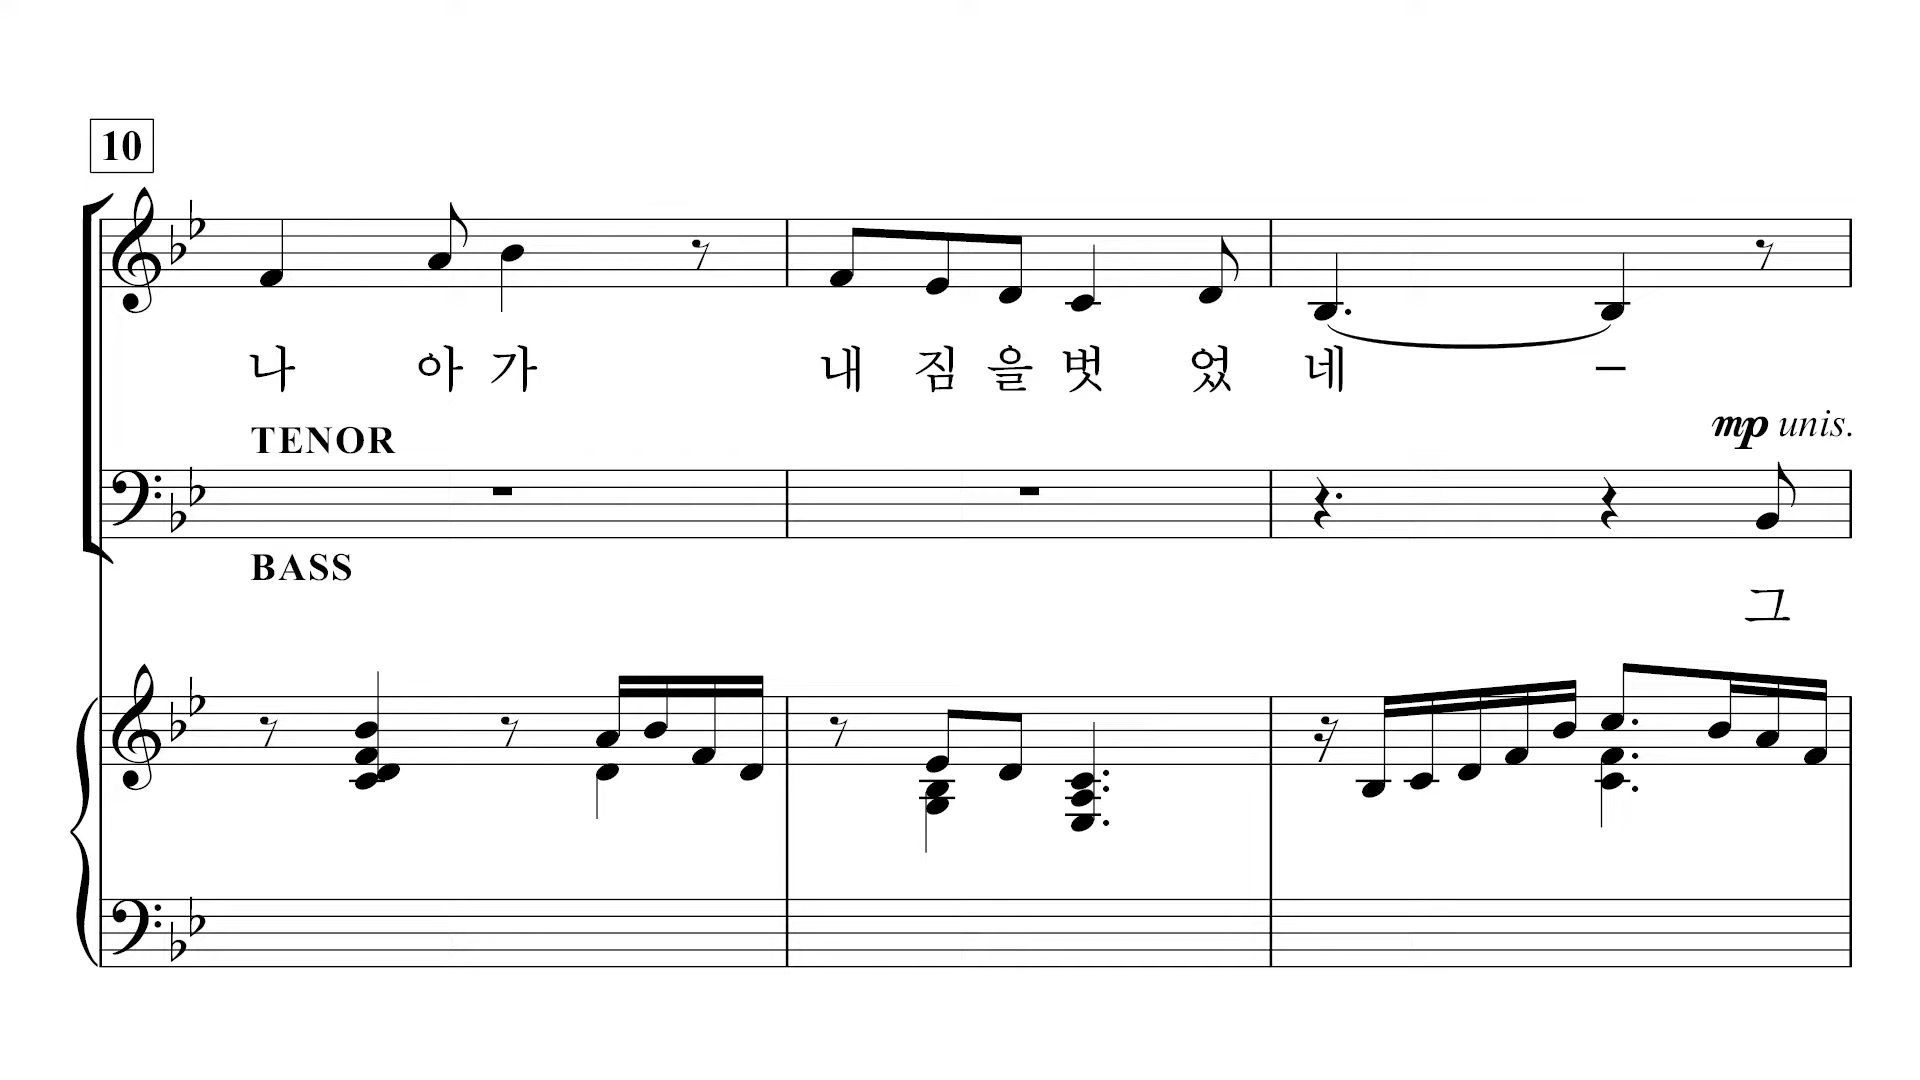 10
나 아 가 내 짐 을 벗 었 네 –
TENOR
mp unis.
BASS
그